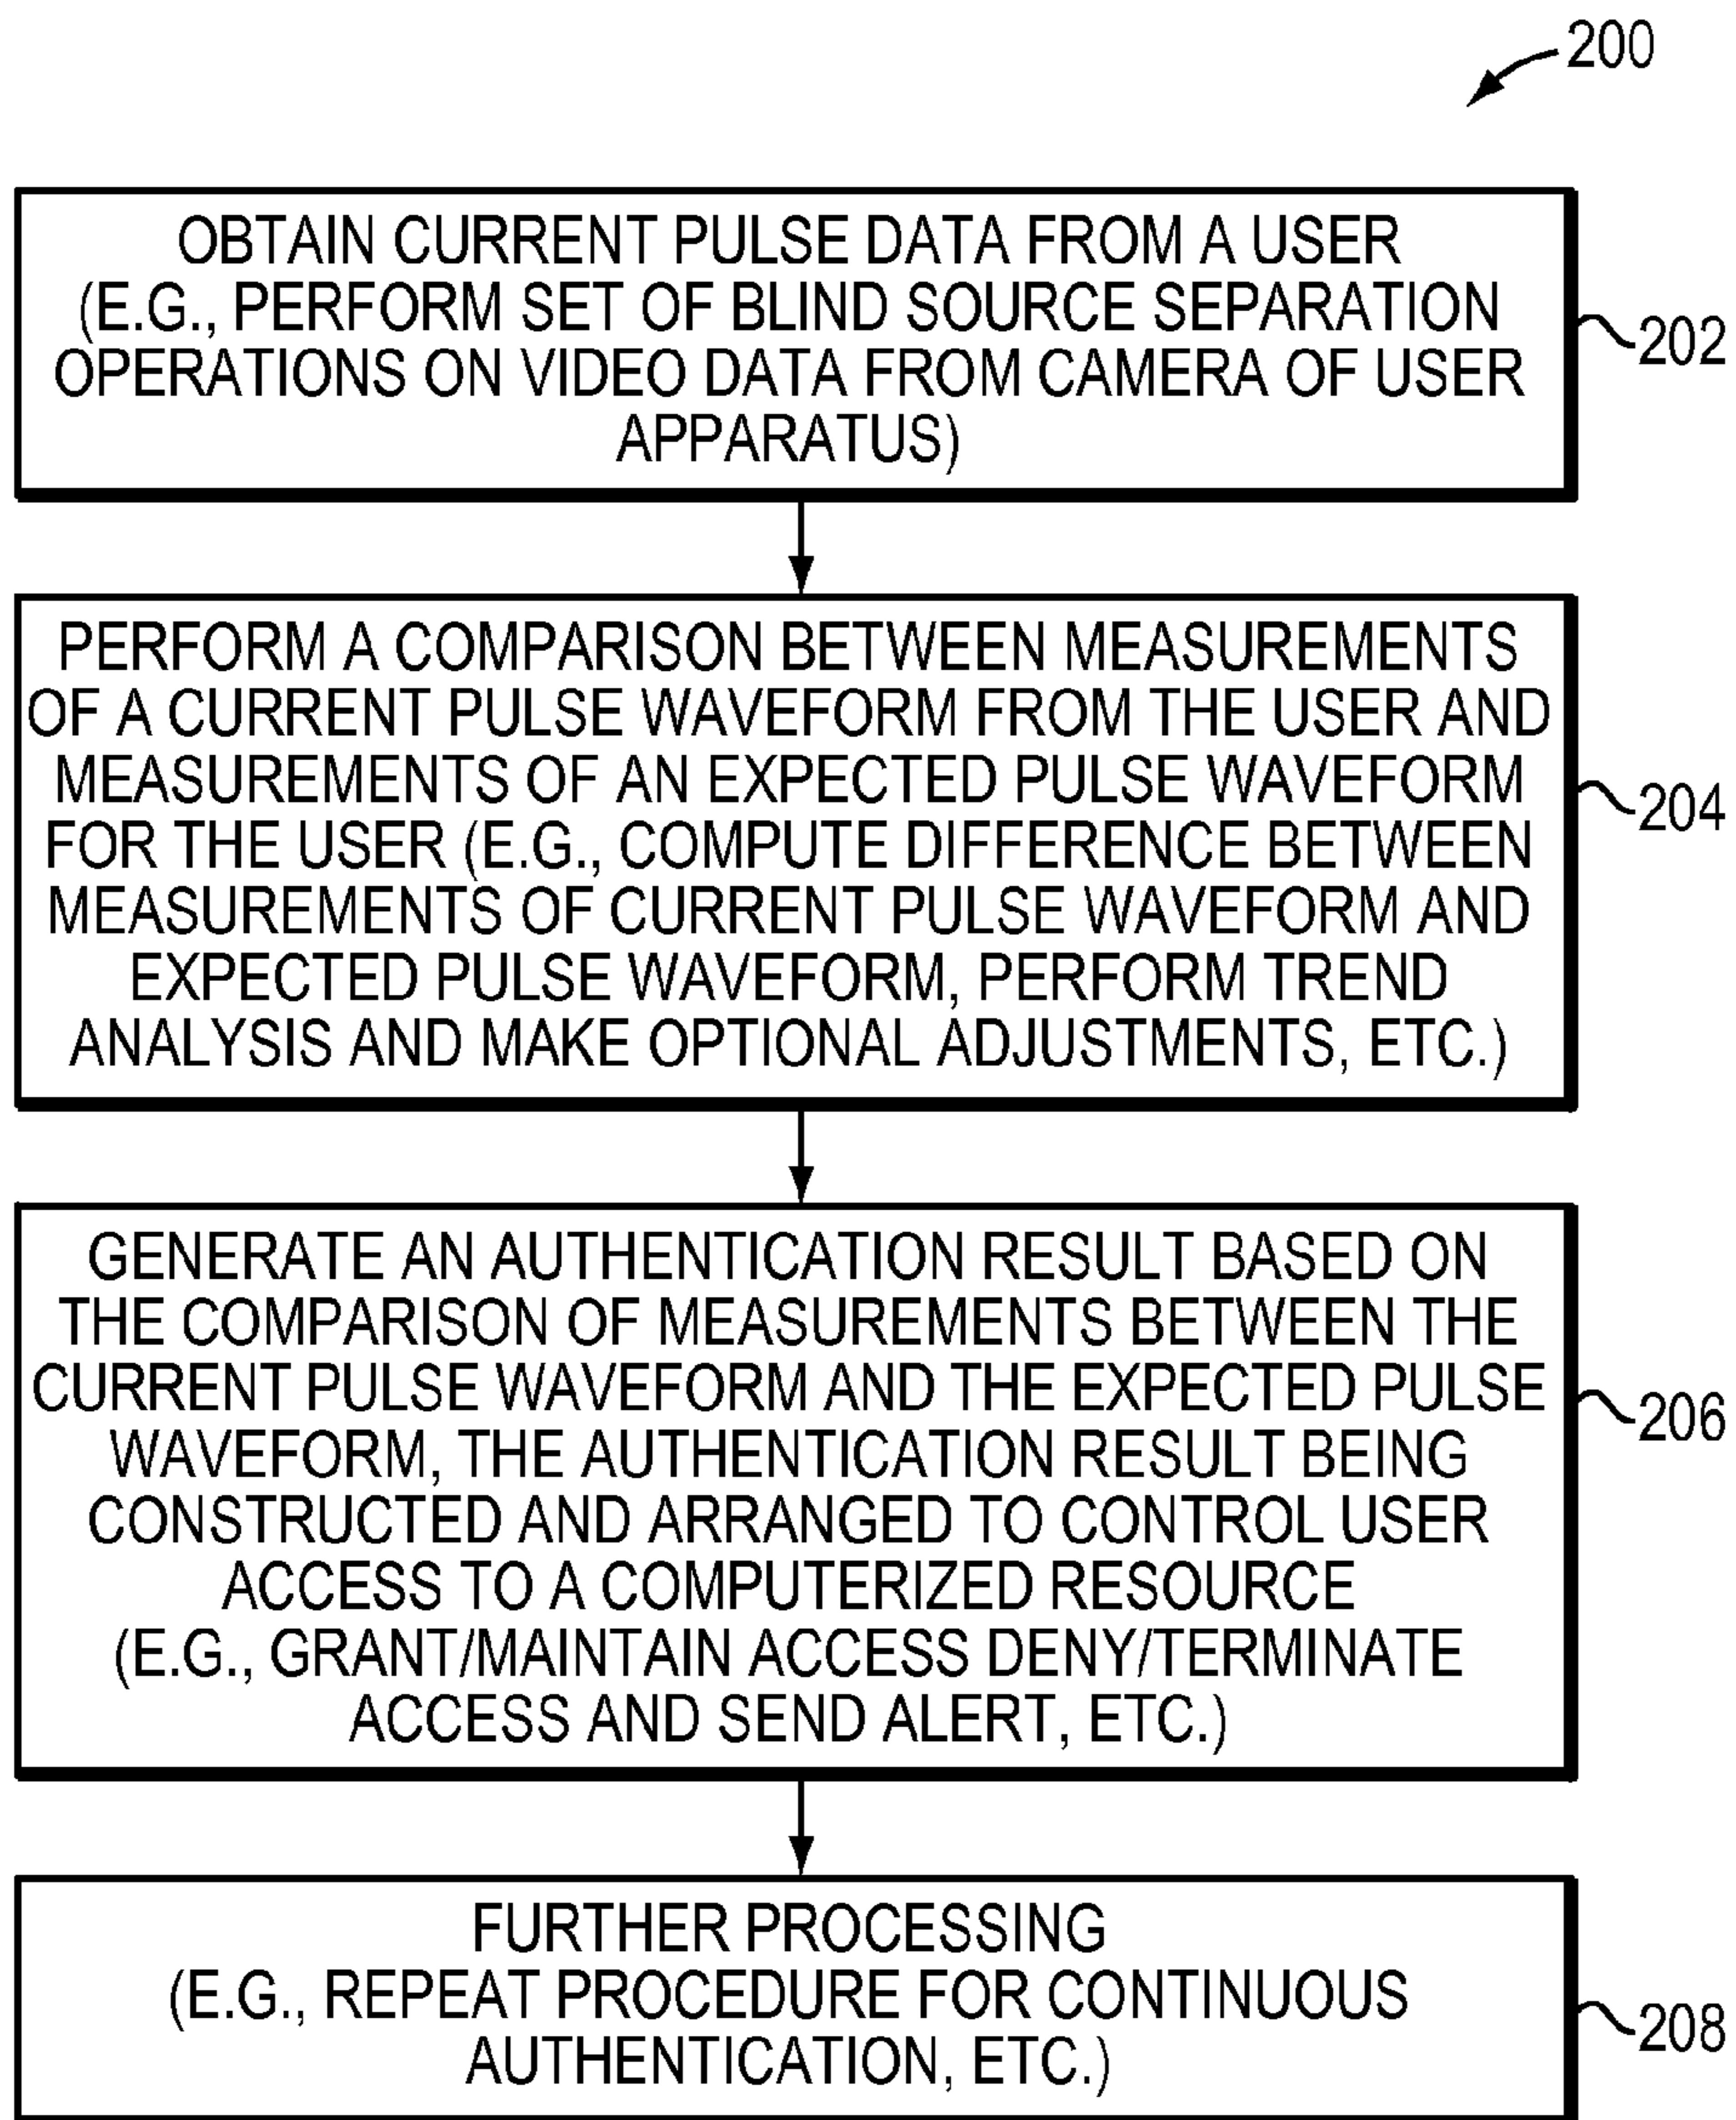 200
OBTAIN CURRENT PULSE DATA FROM A USER
(E.G., PERFORM SET OF BLIND SOURCE SEPARATION
OPERATIONS ON VIDEO DATA FROM CAMERA OF USER
APPARATUS)
202
PERFORM A COMPARISON BETWEEN MEASUREMENTS
OF A CURRENT PULSE WAVEFORM FROM THE USER AND
MEASUREMENTS OF AN EXPECTED PULSE WAVEFORM
FOR THE USER (E.G., COMPUTE DIFFERENCE BETWEEN
MEASUREMENTS OF CURRENT PULSE WAVEFORM AND
EXPECTED PULSE WAVEFORM, PERFORM TREND
ANALYSIS AND MAKE OPTIONAL ADJUSTMENTS, ETC.)
204
GENERATE AN AUTHENTICATION RESULT BASED ON
THE COMPARISON OF MEASUREMENTS BETWEEN THE
CURRENT PULSE WAVEFORM AND THE EXPECTED PULSE
WAVEFORM, THE AUTHENTICATION RESULT BEING
CONSTRUCTED AND ARRANGED TO CONTROL USER
ACCESS TO A COMPUTERIZED RESOURCE
(E.G., GRANT/MAINTAIN ACCESS DENY/TERMINATE
ACCESS AND SEND ALERT, ETC.)
206
FURTHER PROCESSING
(E.G., REPEAT PROCEDURE FOR CONTINUOUS
AUTHENTICATION, ETC.)
208